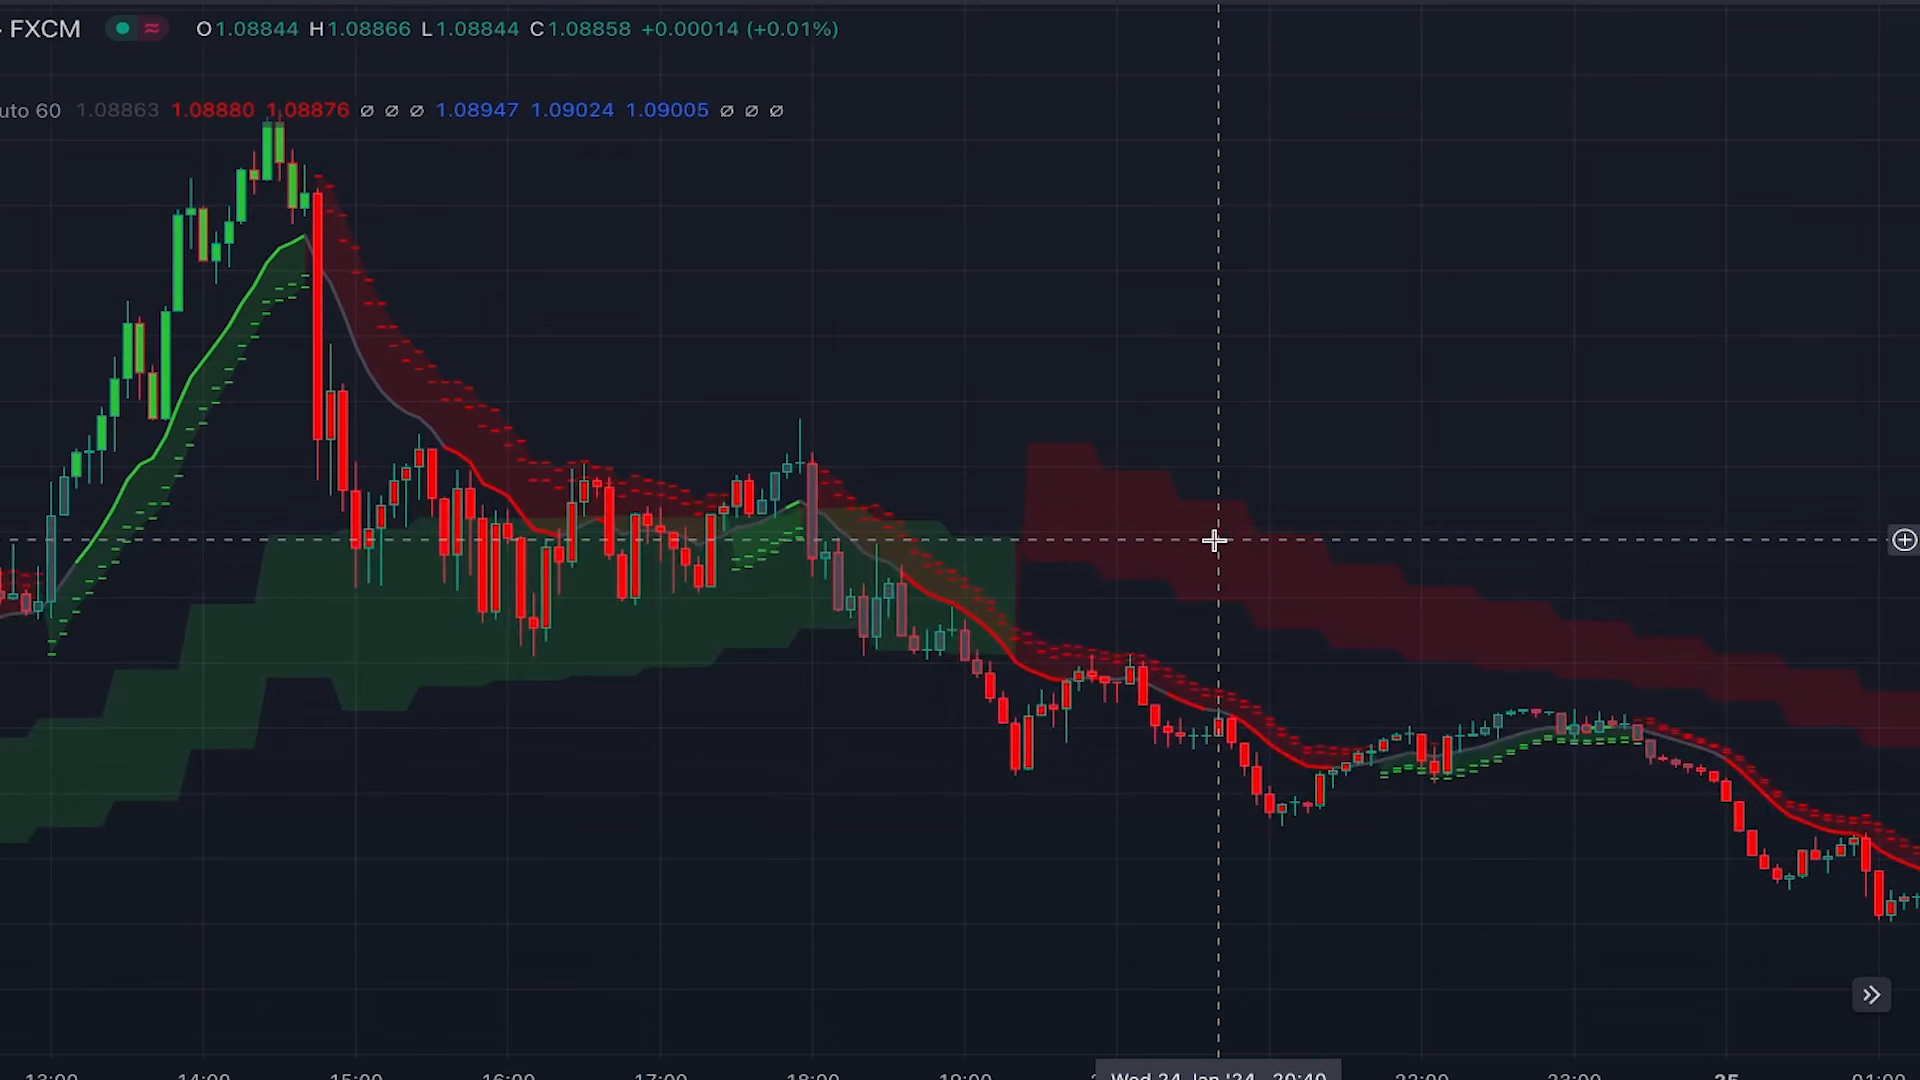 · FXCM O1.08844 H1.08866 L1.08844 C1.08858 +0.00014 (+0.01%)
uto 60 1.08863 1.08880 1.08876 ∅ ∅ ∅ 1.08947 1.09024 1.09005 ∅ ∅ ∅
13:00 14:00 15:00 16:00 17:00 18:00 19:00 Wed 24 Jan '24 20:40 22:00 23:00 25 01:00